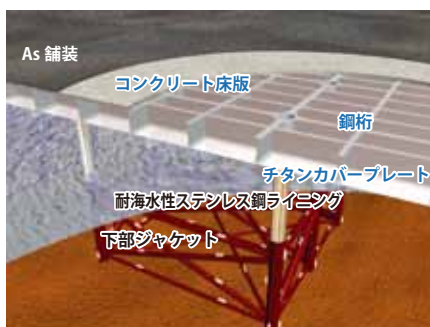 As 舗装
コンクリート床版
鋼桁
チタンカバープレート
耐海水性ステンレス鋼ライニング
下部ジャケット